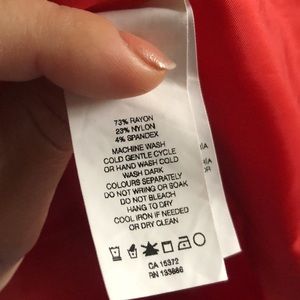 73% RAYON
23% NYLON
4% SPANDEX
MACHINE WASH
COLD GENTLE CYCLE
OR HAND WASH COLD
WASH DARK
COLOURS SEPARATELY
DO NOT WRING OR SOAK
DO NOT BLEACH
HANG TO DRY
COOL IRON IF NEEDED
OR DRY CLEAN
CA 15372
RN 133886